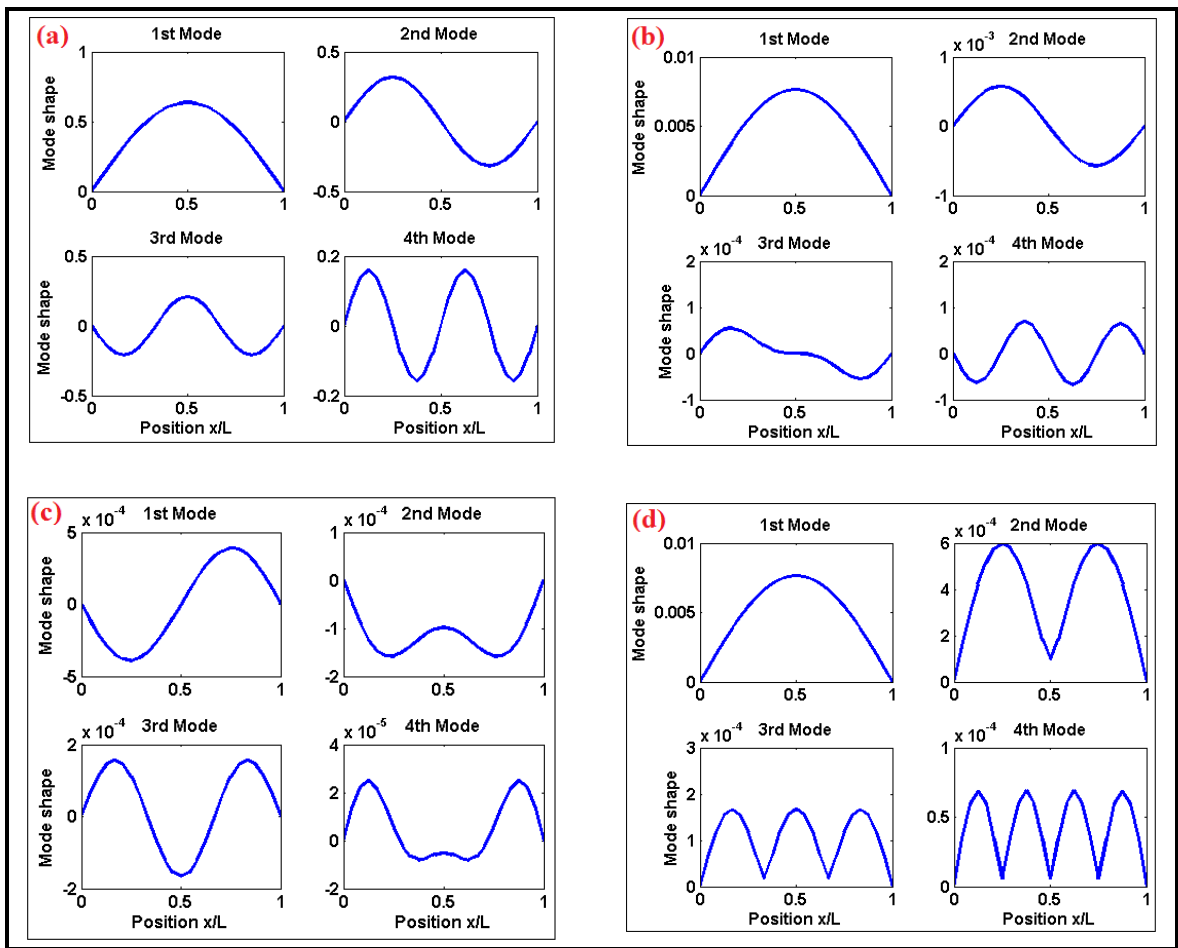 (a)
1st Mode
2nd Mode
Mode shape
1
0.5
0
0 0.5 1
0.5
0
-0.5
0 0.5 1
3rd Mode
4th Mode
Mode shape
0.5
0
-0.5
0 0.5 1
Position x/L
0.2
0
0.2
0 0.5 1
Position x/L
(b)
1st Mode
x 10-3
2nd Mode
Mode shape
0.01
0.005
0
0 0.5 1
1
0
-1
0 0.5 1
x 10-4
3rd Mode
x 10-4
4th Mode
Mode shape
2
1
0
-1
0 0.5 1
Position x/L
2
1
0
-1
0 0.5 1
Position x/L
(c)
x 10-4
1st Mode
x 10-4
2nd Mode
Mode shape
5
0
-5
0 0.5 1
1
0
-1
-2
0 0.5 1
x 10-4
3rd Mode
x 10-5
4th Mode
Mode shape
2
0
-2
0 0.5 1
Position x/L
4
2
0
-2
0 0.5 1
Position x/L
(d)
1st Mode
x 10-4
2nd Mode
Mode shape
0.01
0.005
0
0 0.5 1
6
4
2
0
0 0.5 1
x 10-4
3rd Mode
x 10-4
4th Mode
Mode shape
3
2
1
0
0 0.5 1
Position x/L
1
0.5
0
0 0.5 1
Position x/L